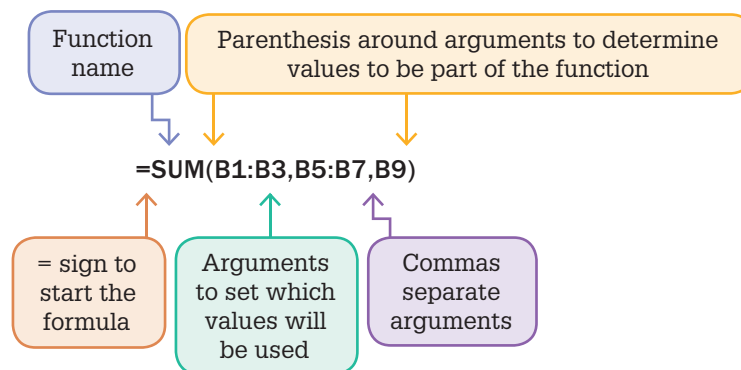 Function
name
Parenthesis around arguments to determine
values to be part of the function
=SUM(B1:B3,B5:B7,B9)
= sign to
start the
formula
Arguments
to set which
values will
be used
Commas
separate
arguments